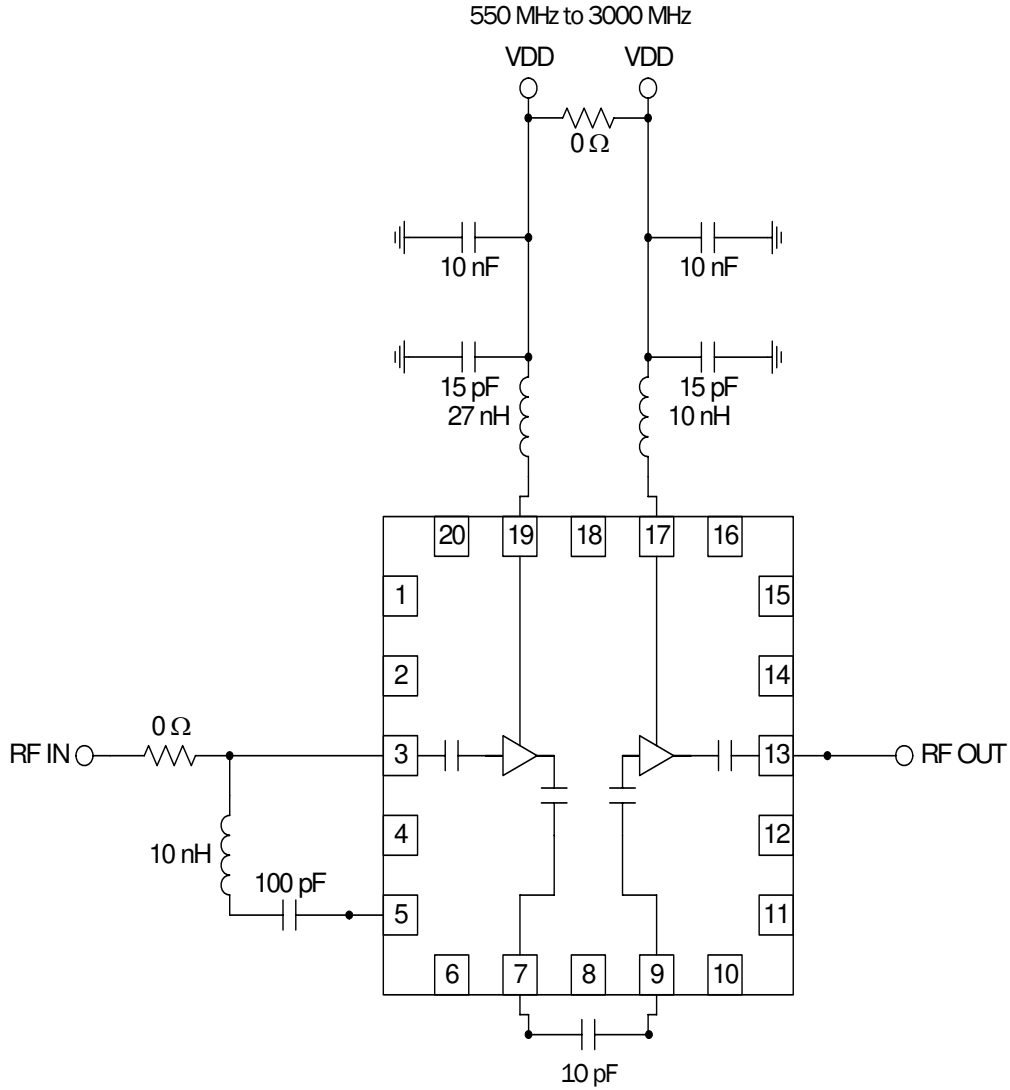 550 MHz to 3000 MHz
VDD VDD
0 Ω
10 nF 10 nF
15 pF 15 pF
27 nH 10 nH
20 19 18 17 16
1 15
2 14
0 Ω
RF IN 3 13 RF OUT
4 12
10 nH
100 pF
5 11
6 7 8 9 10
10 pF